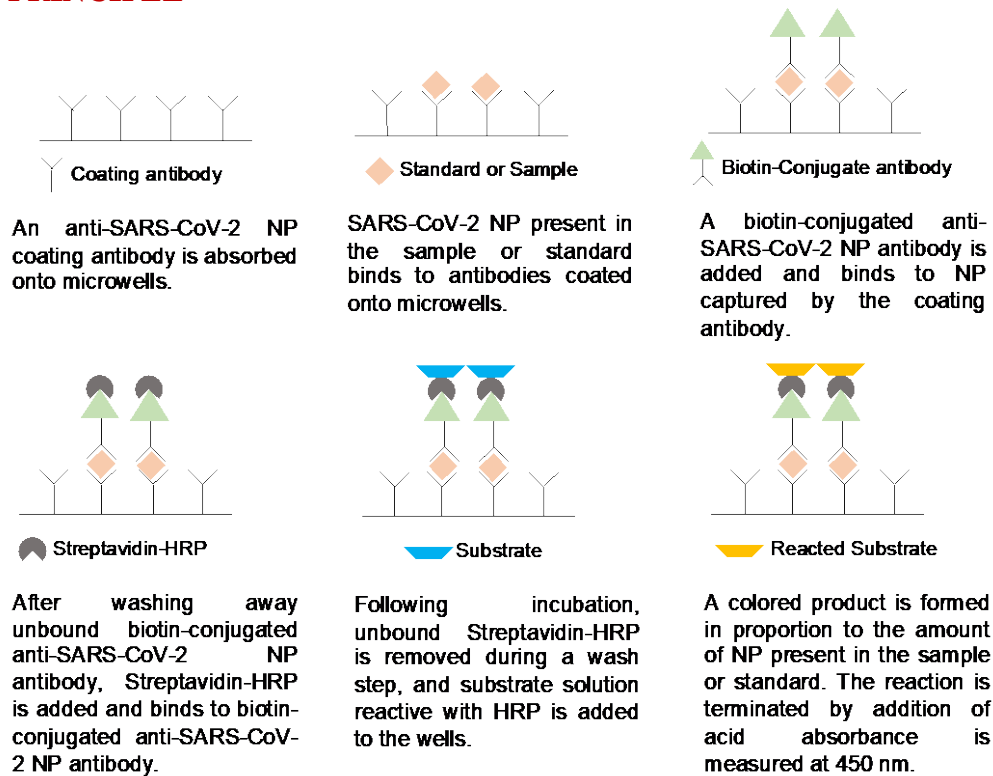 Coating antibody
An anti-SARS-CoV-2 NP
coating antibody is absorbed
onto microwells.
Standard or Sample
SARS-CoV-2 NP present in
the sample or standard
binds to antibodies coated
onto microwells.
Biotin-Conjugate antibody
A biotin-conjugated anti-
SARS-CoV-2 NP antibody is
added and binds to NP
captured by the coating
antibody.
Streptavidin-HRP
After washing away
unbound biotin-conjugated
anti-SARS-CoV-2 NP
antibody, Streptavidin-HRP
is added and binds to biotin-
conjugated anti-SARS-CoV-
2 NP antibody.
Substrate
Following incubation,
unbound Streptavidin-HRP
is removed during a wash
step, and substrate solution
reactive with HRP is added
to the wells.
Reacted Substrate
A colored product is formed
in proportion to the amount
of NP present in the sample
or standard. The reaction is
terminated by addition of
acid absorbance is
measured at 450 nm.